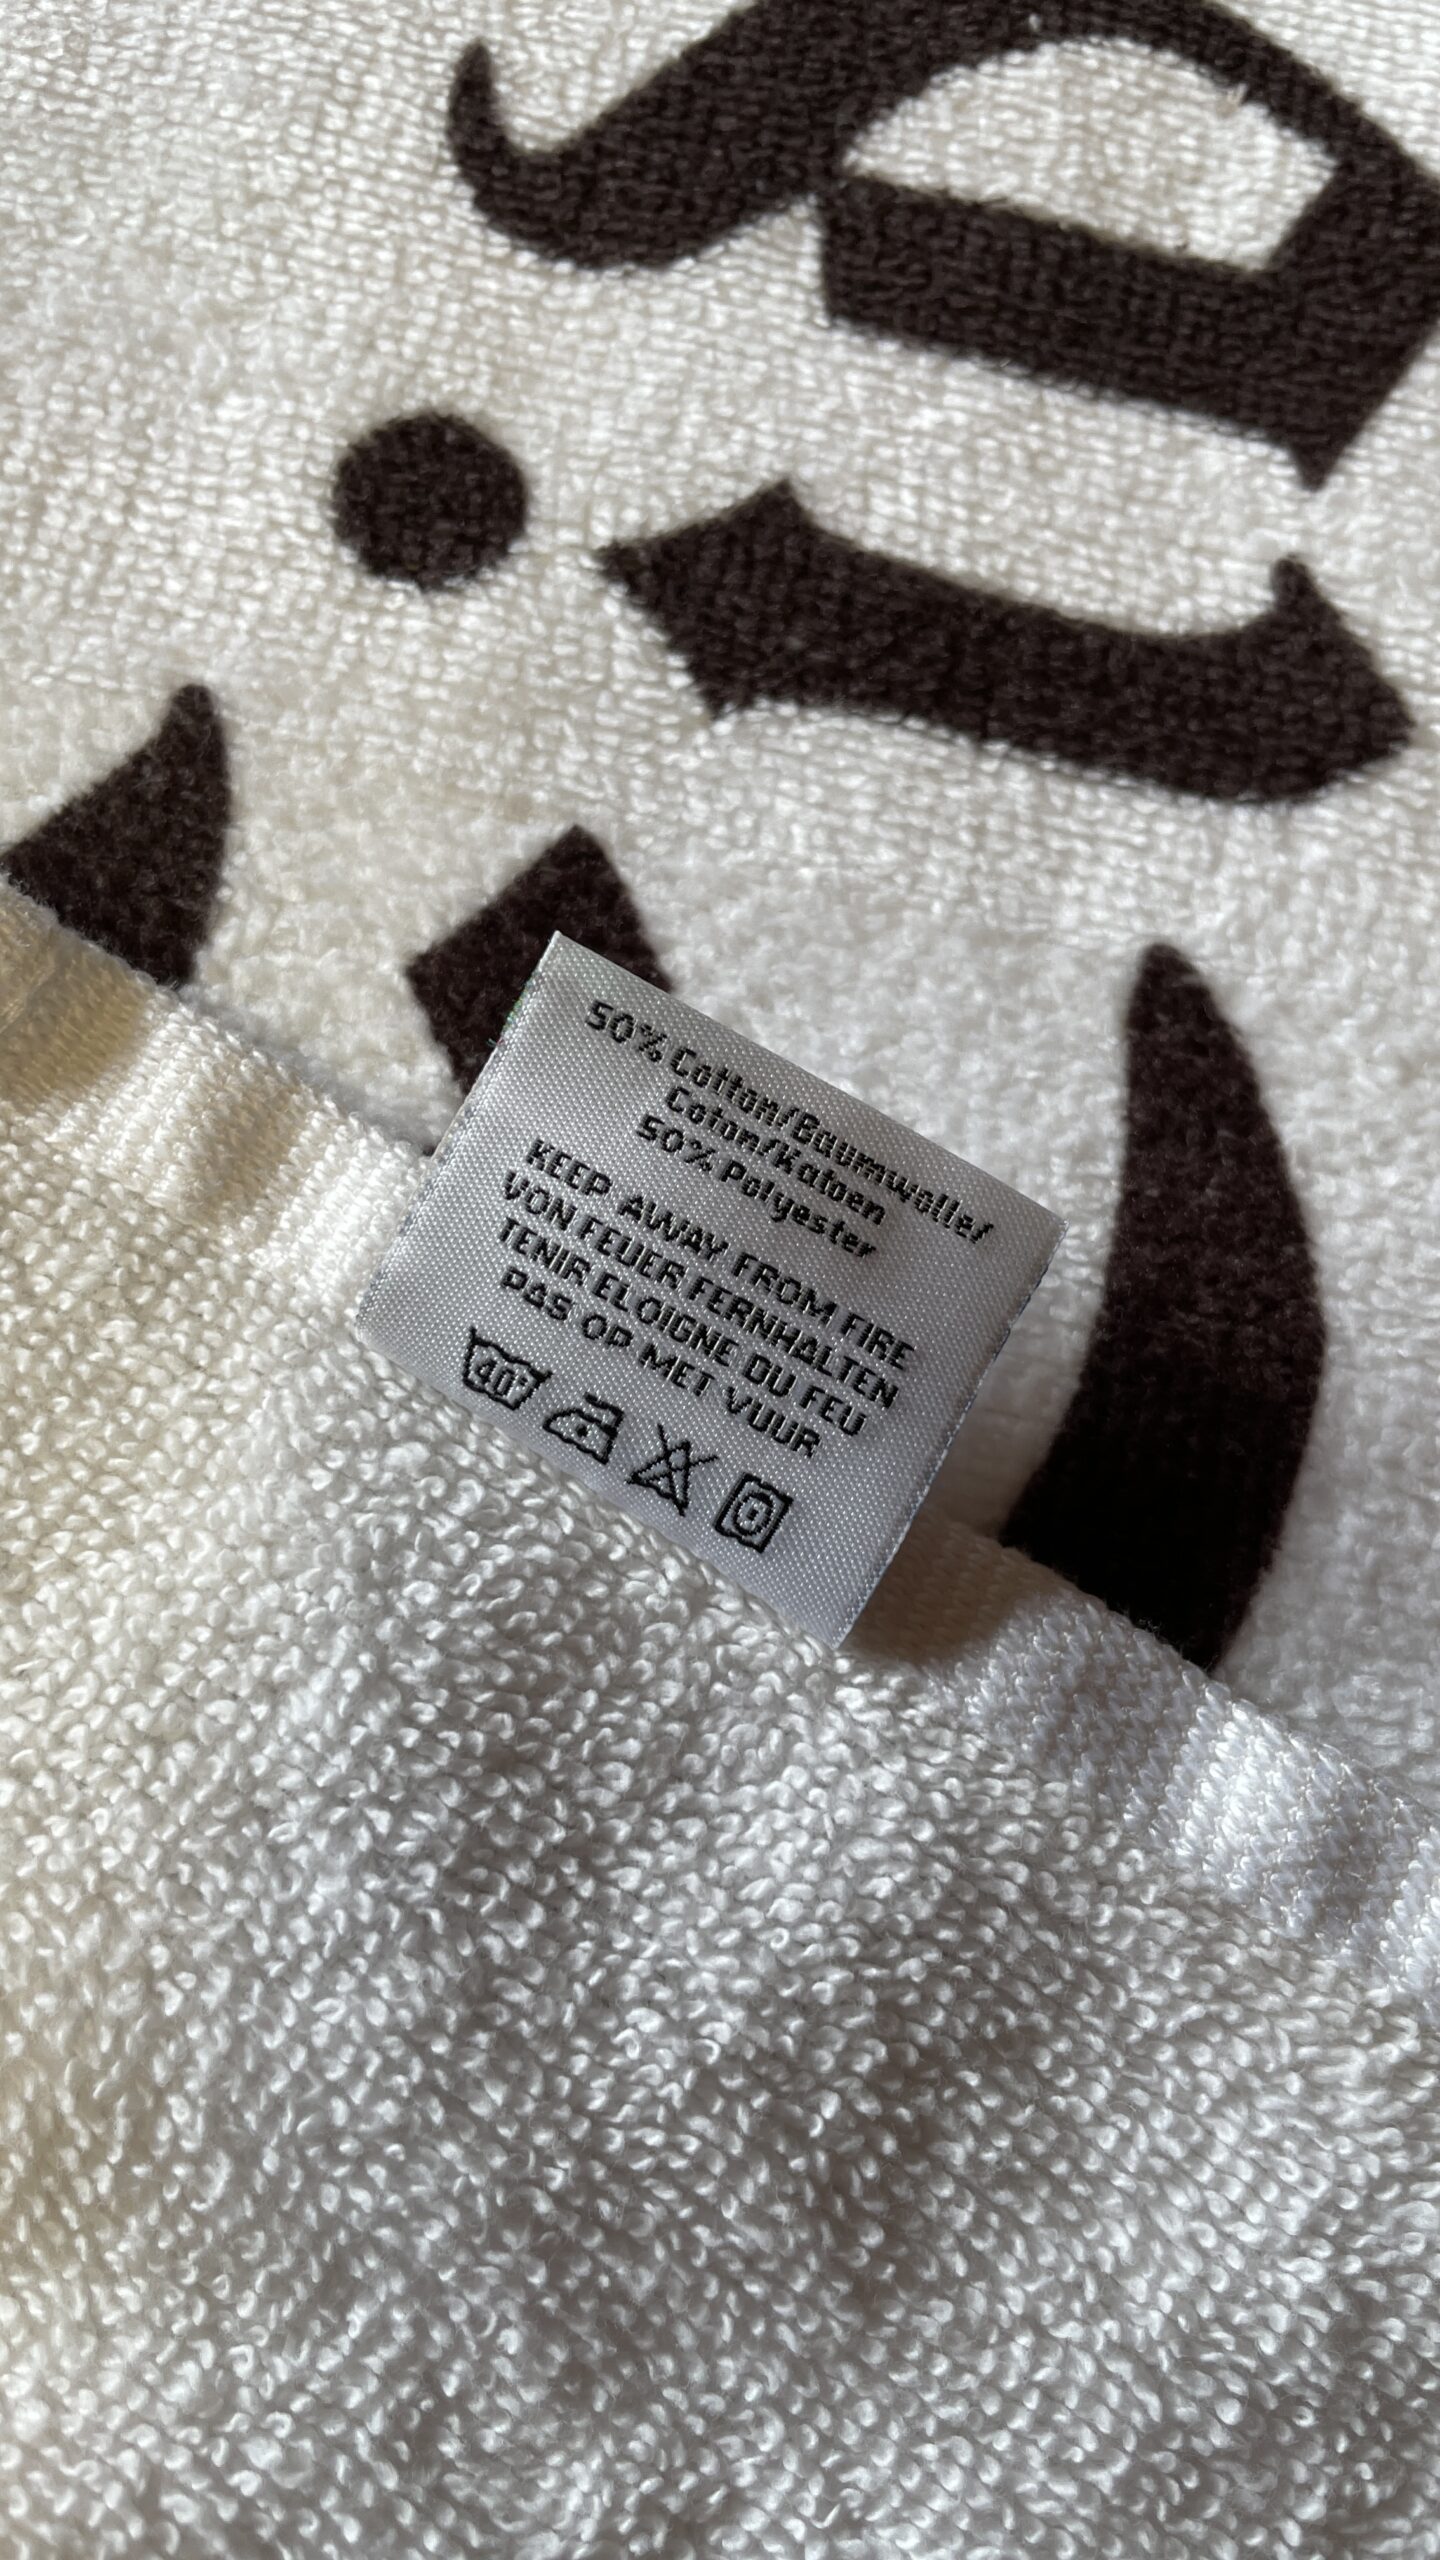 50% Cotton/Baumwolle/
Coton/Katoen
50% Polyester
KEEP AWAY FROM FIRE
VON FEUER FERNHALTEN
TENIR ELOIGNE DU FEU
PAS OP MET VUUR
40°